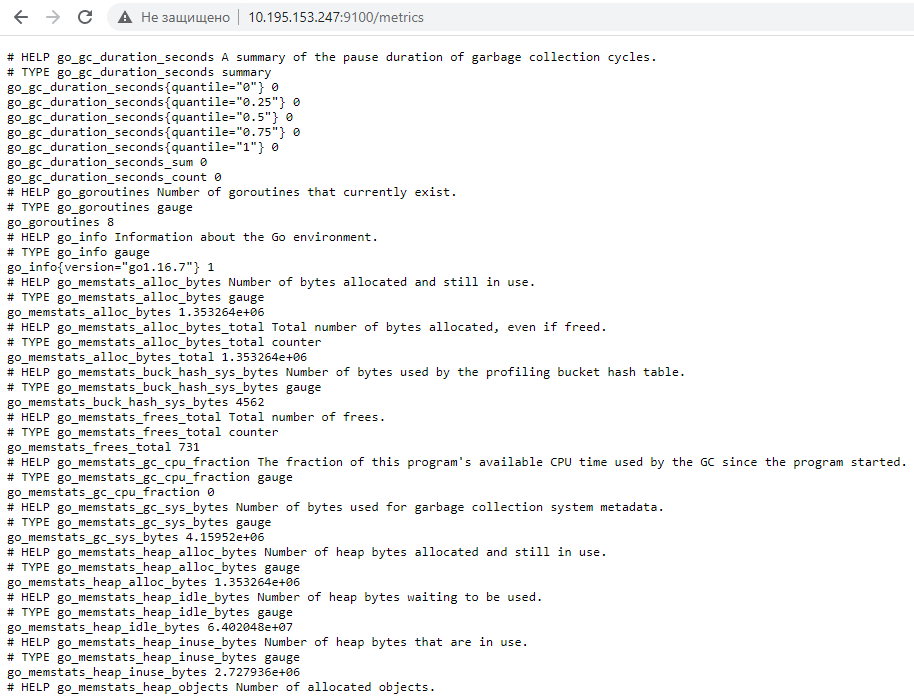 Не защищено 10.195.153.247:9100/metrics
# HELP go_gc_duration_seconds A summary of the pause duration of garbage collection cycles.
# TYPE go_gc_duration_seconds summary
go_gc_duration_seconds{quantile="0"} 0
go_gc_duration_seconds{quantile="0.25"} 0
go_gc_duration_seconds{quantile="0.5"} 0
go_gc_duration_seconds{quantile="0.75"} 0
go_gc_duration_seconds{quantile="1"} 0
go_gc_duration_seconds_sum 0
go_gc_duration_seconds_count 0
# HELP go_goroutines Number of goroutines that currently exist.
# TYPE go_goroutines gauge
go_goroutines 8
# HELP go_info Information about the Go environment.
# TYPE go_info gauge
go_info{version="go1.16.7"} 1
# HELP go_memstats_alloc_bytes Number of bytes allocated and still in use.
# TYPE go_memstats_alloc_bytes gauge
go_memstats_alloc_bytes 1.353264e+06
# HELP go_memstats_alloc_bytes_total Total number of bytes allocated, even if freed.
# TYPE go_memstats_alloc_bytes_total counter
go_memstats_alloc_bytes_total 1.353264e+06
# HELP go_memstats_buck_hash_sys_bytes Number of bytes used by the profiling bucket hash table.
# TYPE go_memstats_buck_hash_sys_bytes gauge
go_memstats_buck_hash_sys_bytes 4562
# HELP go_memstats_frees_total Total number of frees.
# TYPE go_memstats_frees_total counter
go_memstats_frees_total 731
# HELP go_memstats_gc_cpu_fraction The fraction of this program's available CPU time used by the GC since the program started.
# TYPE go_memstats_gc_cpu_fraction gauge
go_memstats_gc_cpu_fraction 0
# HELP go_memstats_gc_sys_bytes Number of bytes used for garbage collection system metadata.
# TYPE go_memstats_gc_sys_bytes gauge
go_memstats_gc_sys_bytes 4.15952e+06
# HELP go_memstats_heap_alloc_bytes Number of heap bytes allocated and still in use.
# TYPE go_memstats_heap_alloc_bytes gauge
go_memstats_heap_alloc_bytes 1.353264e+06
# HELP go_memstats_heap_idle_bytes Number of heap bytes waiting to be used.
# TYPE go_memstats_heap_idle_bytes gauge
go_memstats_heap_idle_bytes 6.402048e+07
# HELP go_memstats_heap_inuse_bytes Number of heap bytes that are in use.
# TYPE go_memstats_heap_inuse_bytes gauge
go_memstats_heap_inuse_bytes 2.727936e+06
# HELP go_memstats_heap_objects Number of allocated objects.